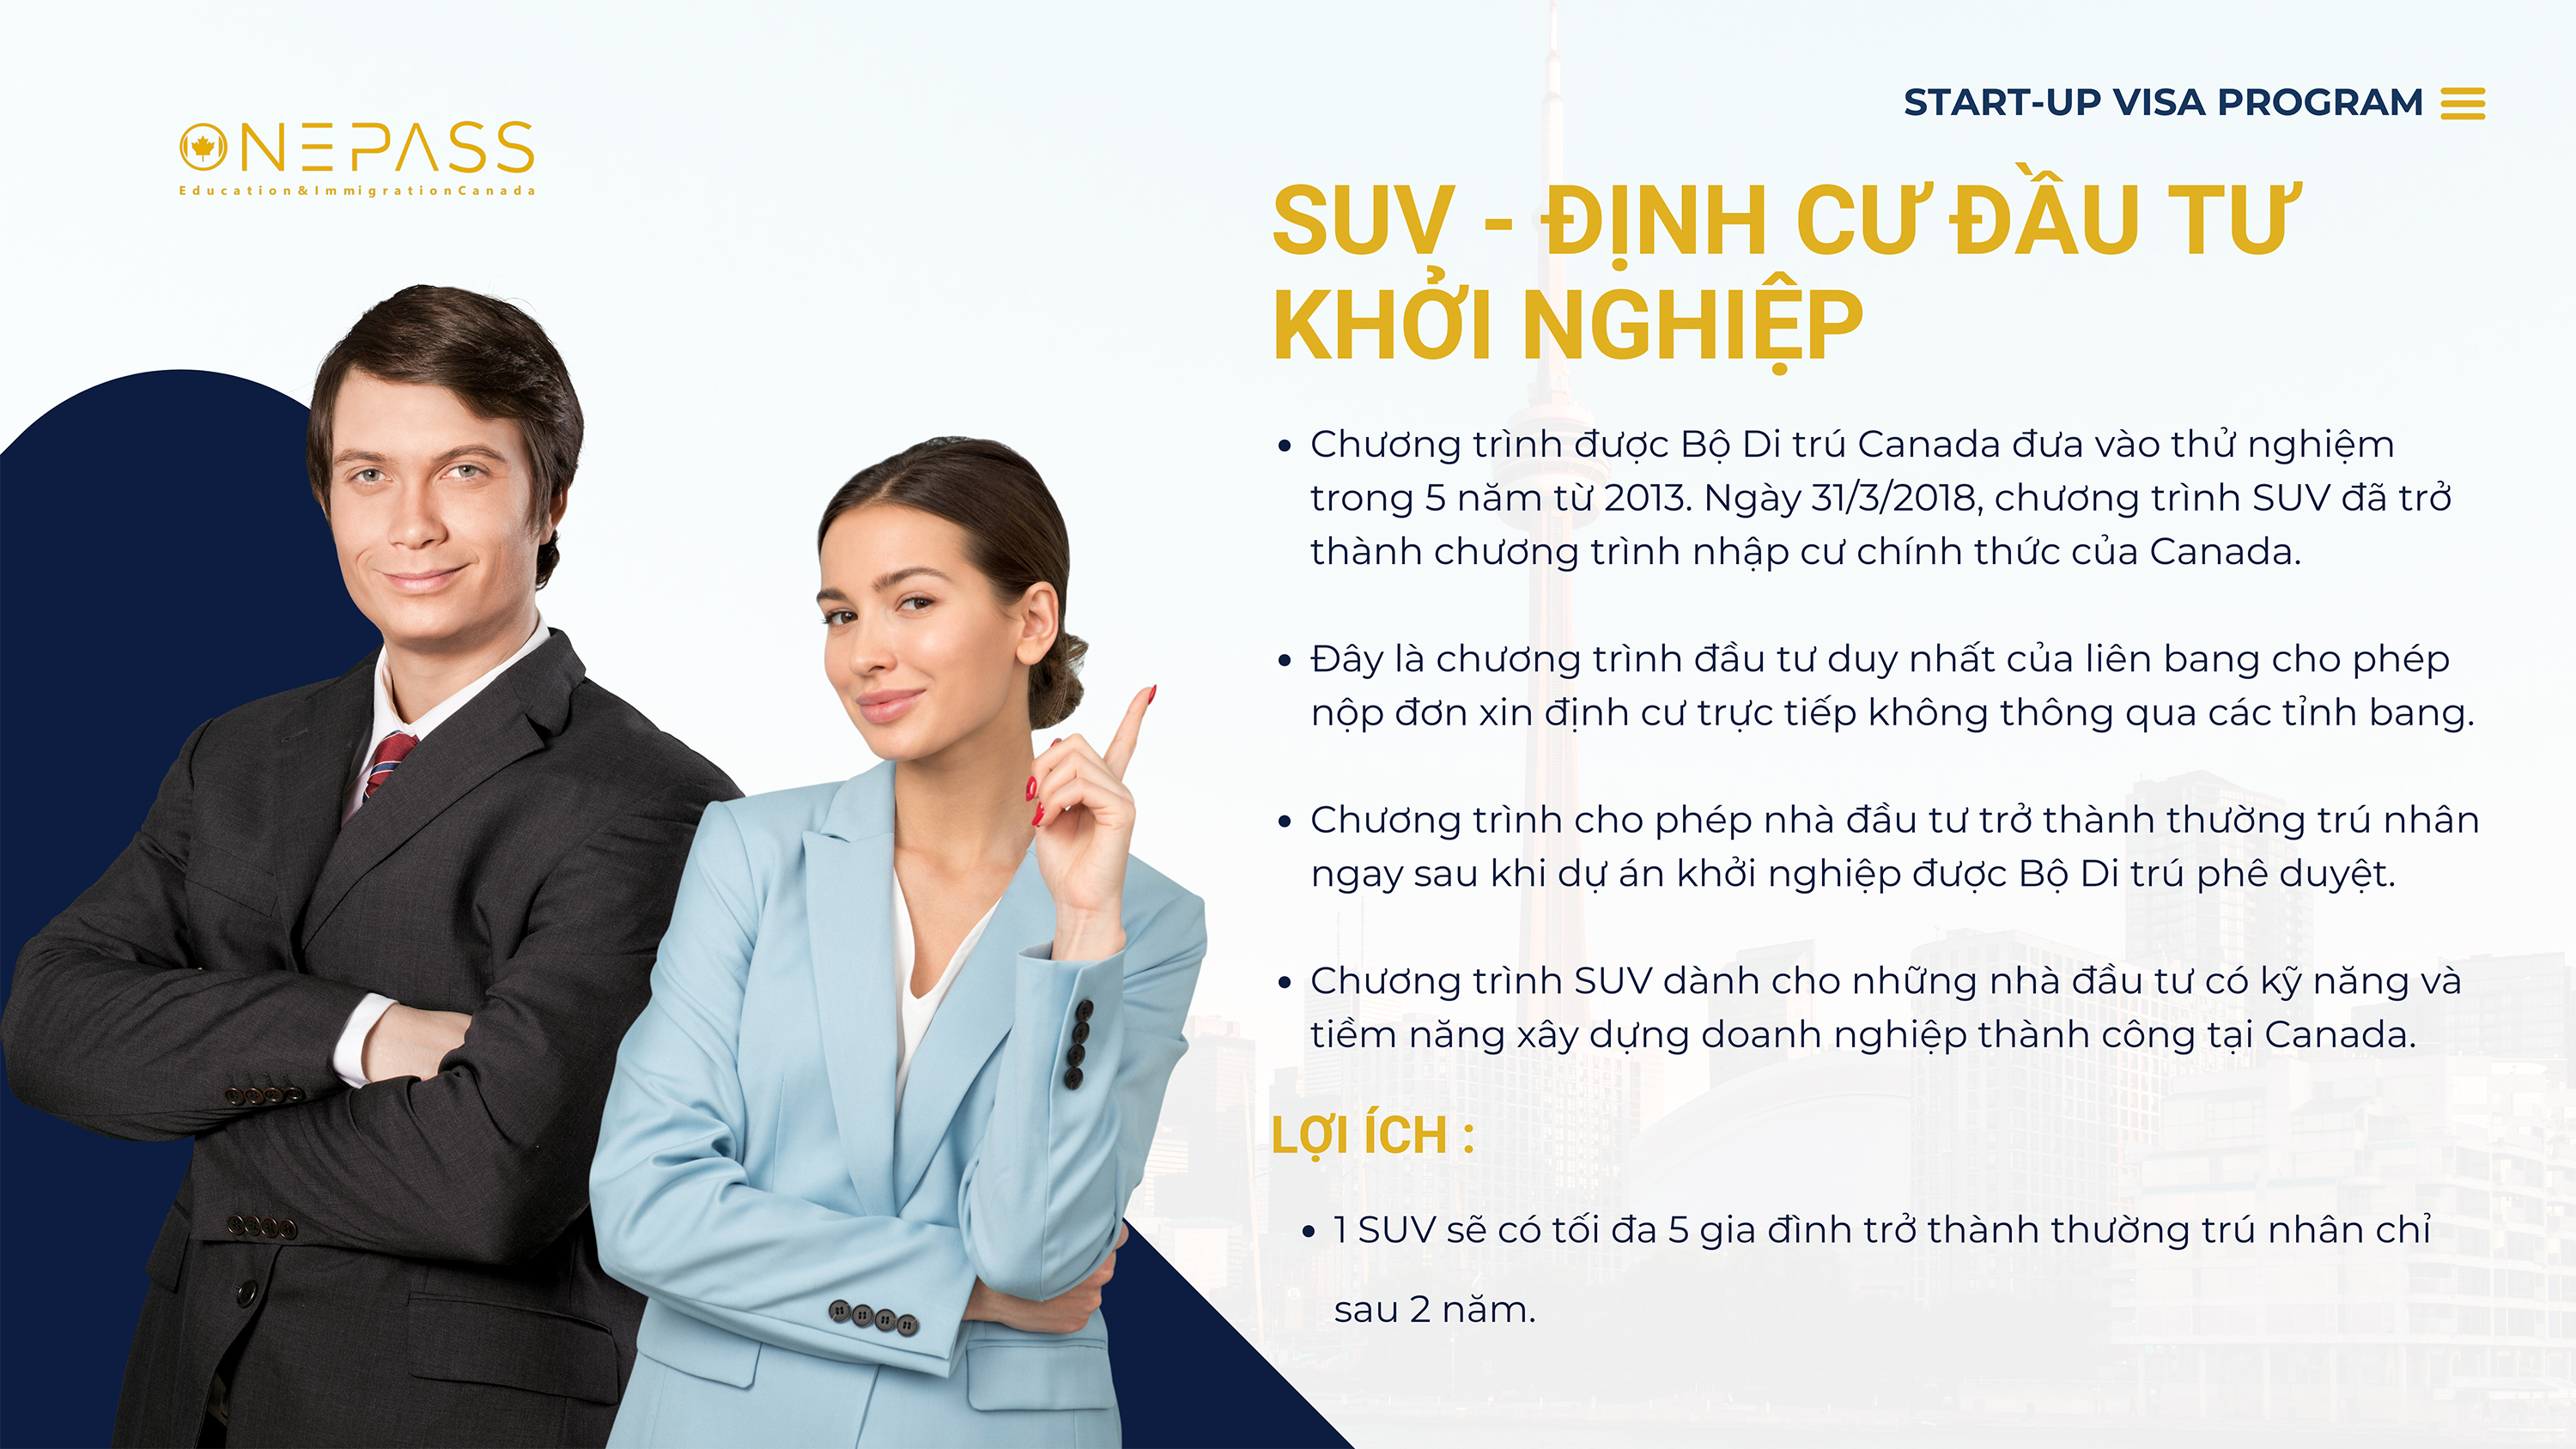 ONEPASS
Education&ImmigrationCanada
START-UP VISA PROGRAM
SUV - ĐỊNH CƯ ĐẦU TƯ
KHỞI NGHIỆP
• Chương trình được Bộ Di trú Canada đưa vào thử nghiệm
trong 5 năm từ 2013. Ngày 31/3/2018, chương trình SUV đã trở
thành chương trình nhập cư chính thức của Canada.
• Đây là chương trình đầu tư duy nhất của liên bang cho phép
nộp đơn xin định cư trực tiếp không thông qua các tỉnh bang.
• Chương trình cho phép nhà đầu tư trở thành thường trú nhân
ngay sau khi dự án khởi nghiệp được Bộ Di trú phê duyệt.
• Chương trình SUV dành cho những nhà đầu tư có kỹ năng và
tiềm năng xây dựng doanh nghiệp thành công tại Canada.
LỢI ÍCH :
• 1 SUV sẽ có tối đa 5 gia đình trở thành thường trú nhân chỉ
sau 2 năm.